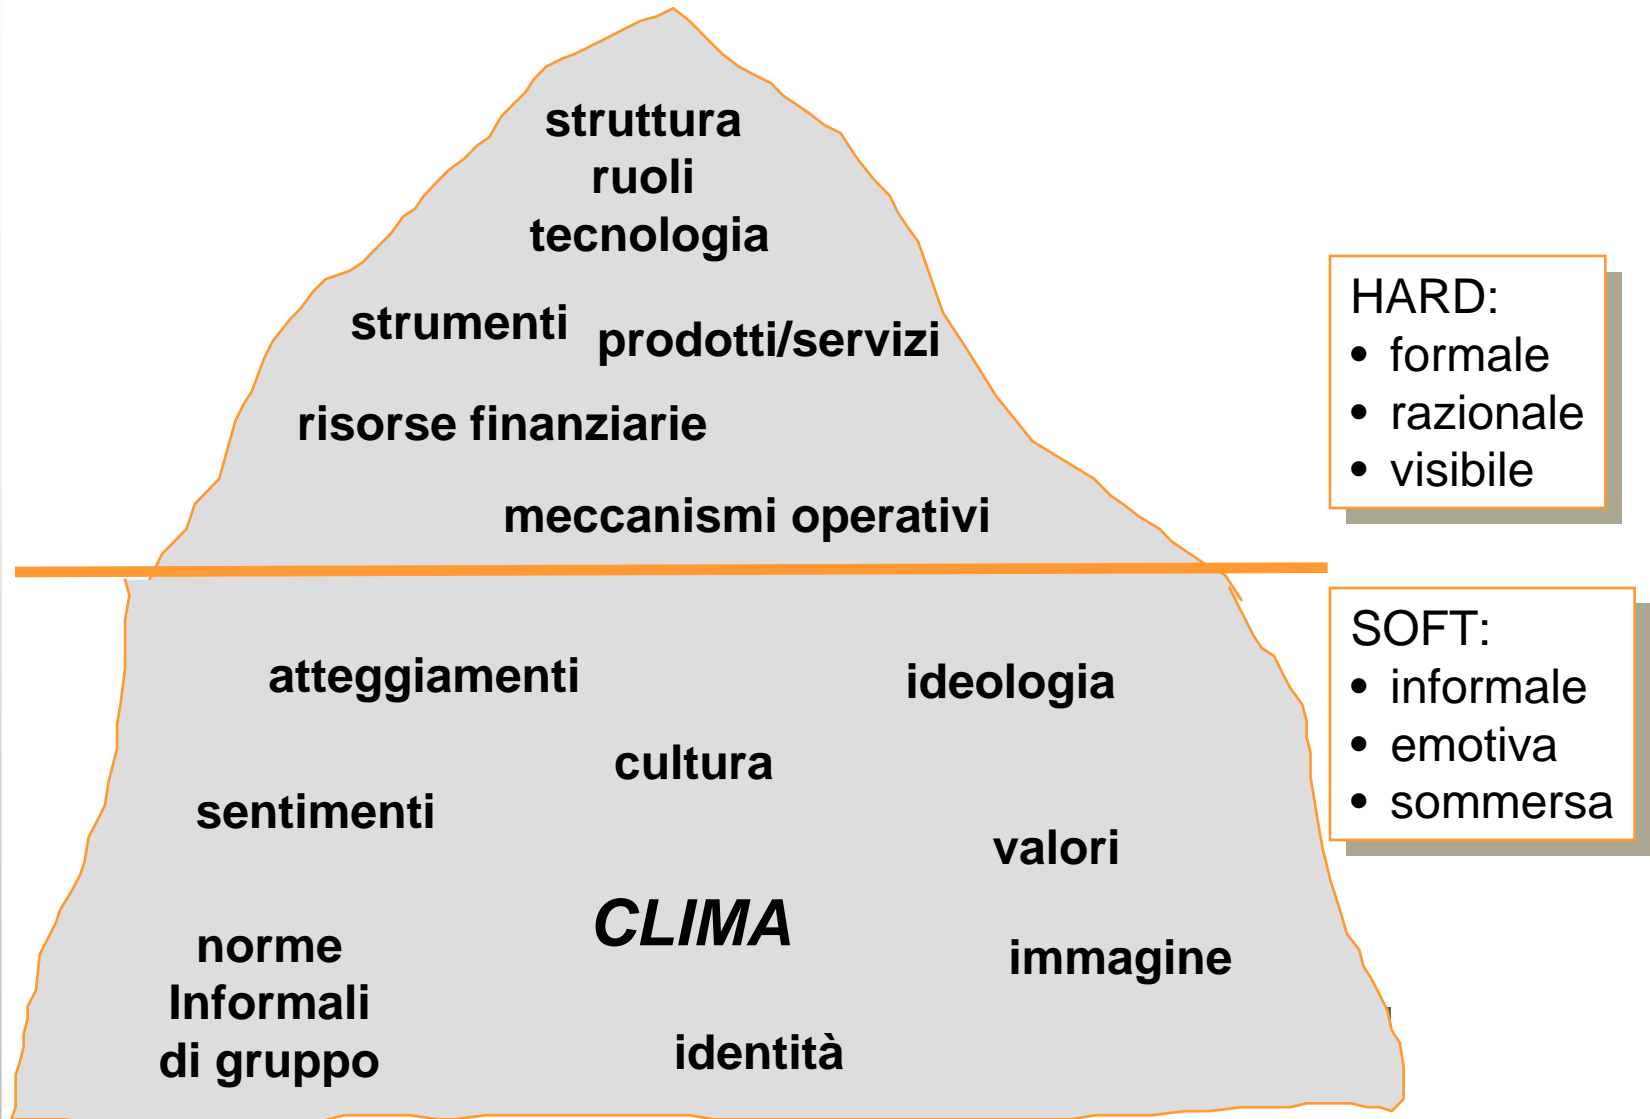 struttura
ruoli
tecnologia
strumenti
prodotti/servizi
risorse finanziarie
meccanismi operativi
HARD:
• formale
• razionale
• visibile
atteggiamenti
ideologia
cultura
sentimenti
valori
CLIMA
norme
Informali
di gruppo
immagine
identità
SOFT:
• informale
• emotiva
• sommersa